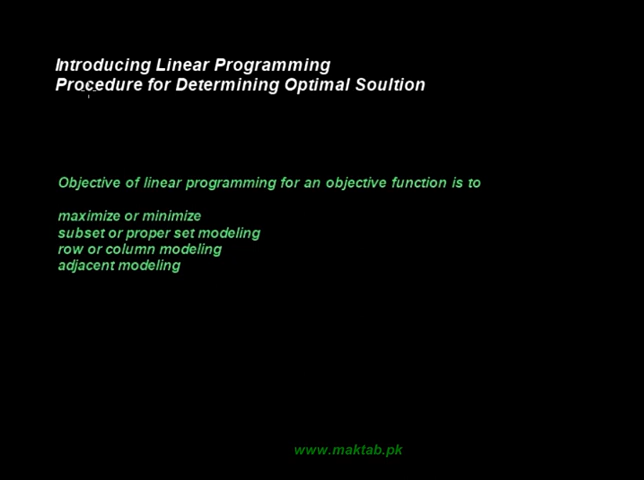 Introducing Linear Programming
Procedure for Determining Optimal Soultion
Objective of linear programming for an objective function is to
maximize or minimize
subset or proper set modeling
row or column modeling
adjacent modeling
www.maktab.pk